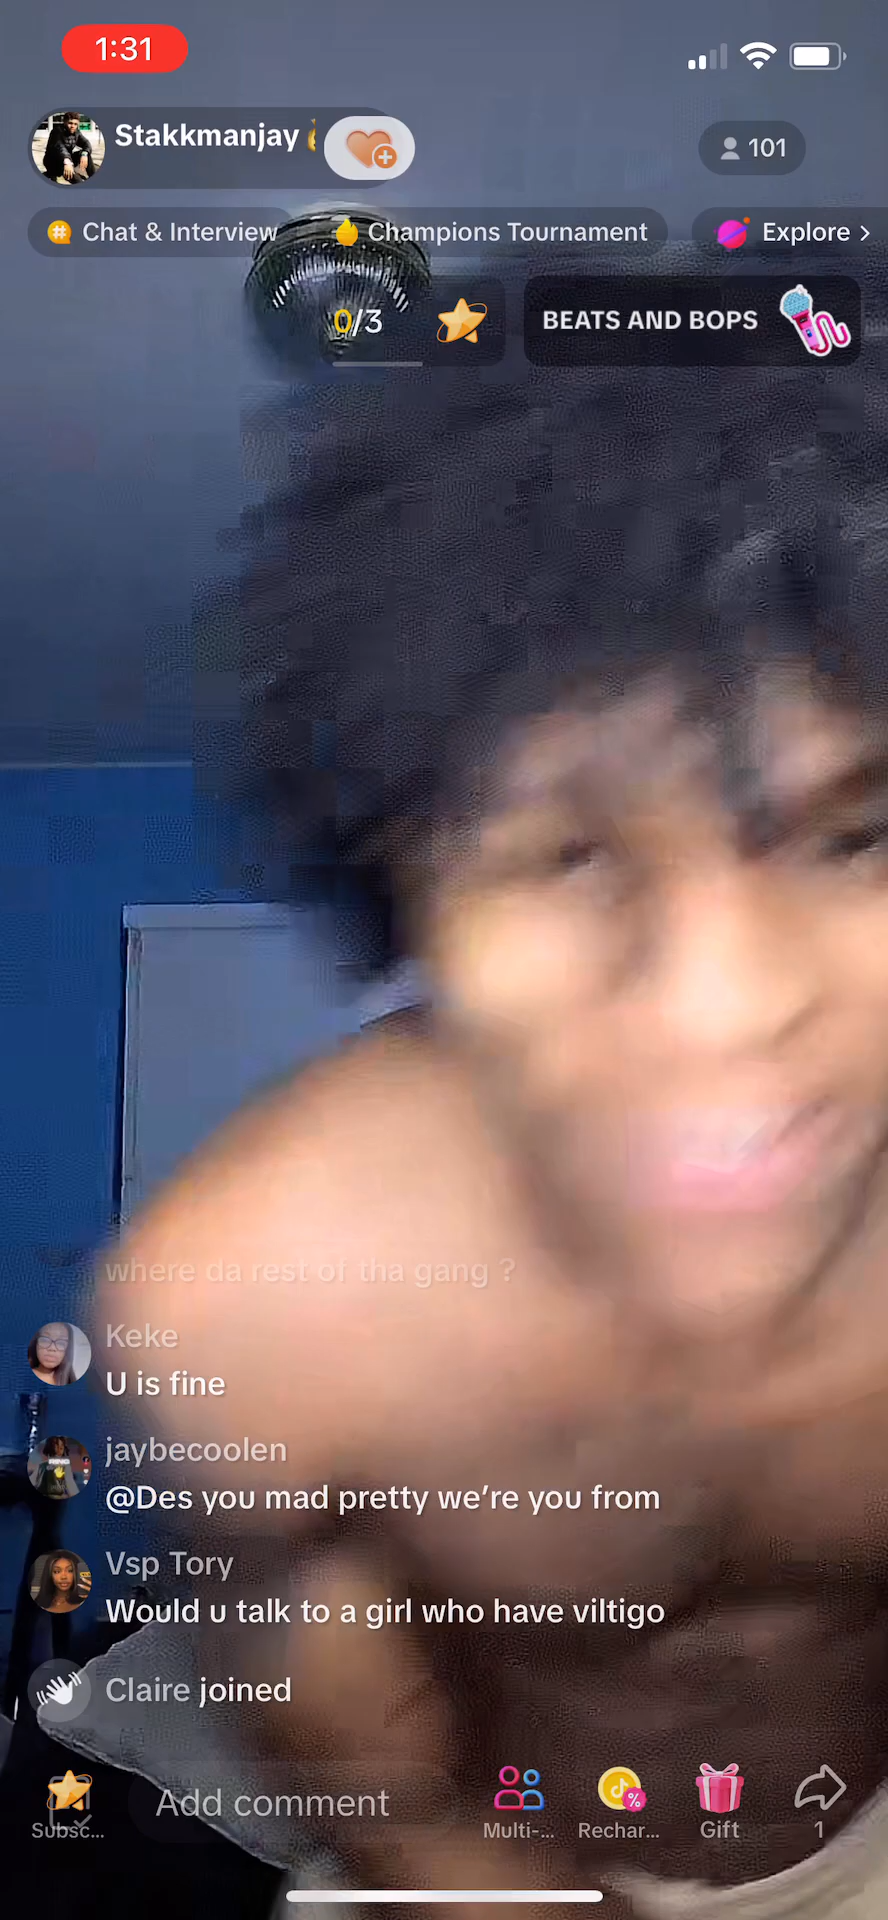 1:31
Stakkmanjay
101
Chat & Interview
Champions Tournament
Explore >
0/3
BEATS AND BOPS
where da rest of tha gang ?
Keke
U is fine
jaybecoolen
@Des you mad pretty we’re you from
Vsp Tory
Would u talk to a girl who have viltigo
Claire joined
Subsc...
Add comment
Multi-...
Rechar...
Gift
1